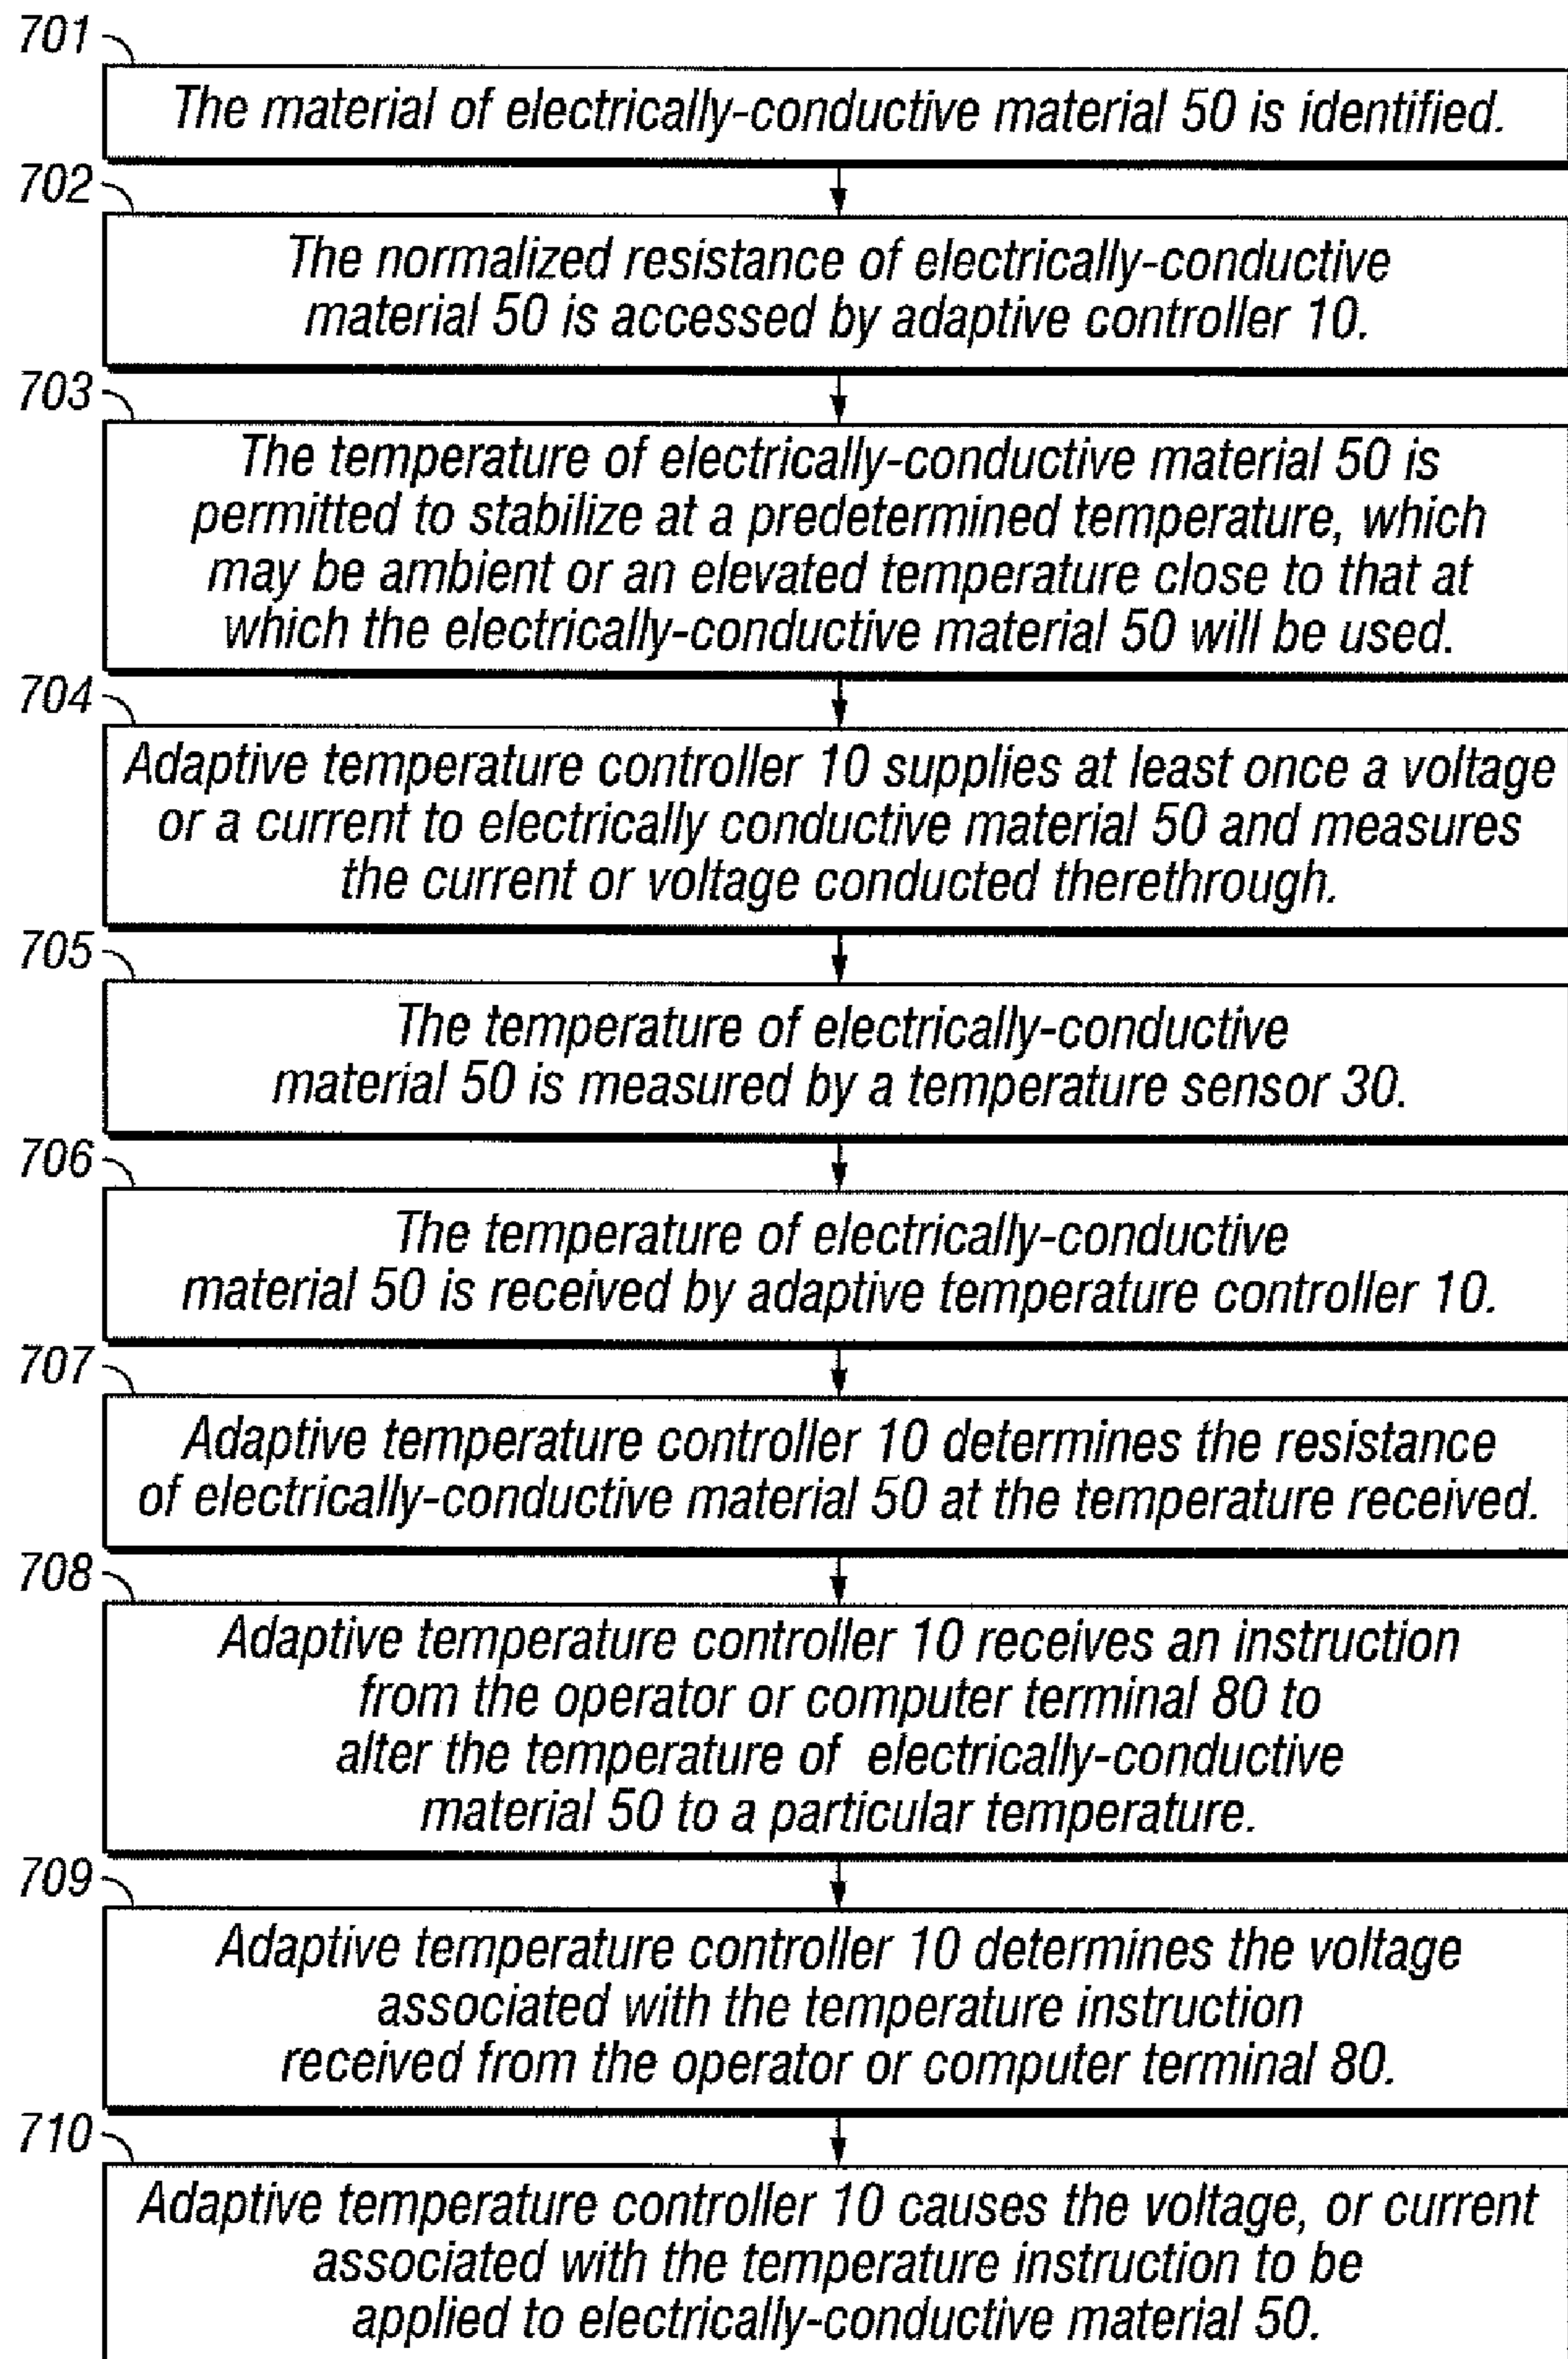 701
The material of electrically-conductive material 50 is identified.
702
The normalized resistance of electrically-conductive
material 50 is accessed by adaptive controller 10.
703
The temperature of electrically-conductive material 50 is
permitted to stabilize at a predetermined temperature, which
may be ambient or an elevated temperature close to that at
which the electrically-conductive material 50 will be used.
704
Adaptive temperature controller 10 supplies at least once a voltage
or a current to electrically conductive material 50 and measures
the current or voltage conducted therethrough.
705
The temperature of electrically-conductive
material 50 is measured by a temperature sensor 30.
706
The temperature of electrically-conductive
material 50 is received by adaptive temperature controller 10.
707
Adaptive temperature controller 10 determines the resistance
of electrically-conductive material 50 at the temperature received.
708
Adaptive temperature controller 10 receives an instruction
from the operator or computer terminal 80 to
alter the temperature of electrically-conductive
material 50 to a particular temperature.
709
Adaptive temperature controller 10 determines the voltage
associated with the temperature instruction
received from the operator or computer terminal 80.
710
Adaptive temperature controller 10 causes the voltage, or current
associated with the temperature instruction to be
applied to electrically-conductive material 50.